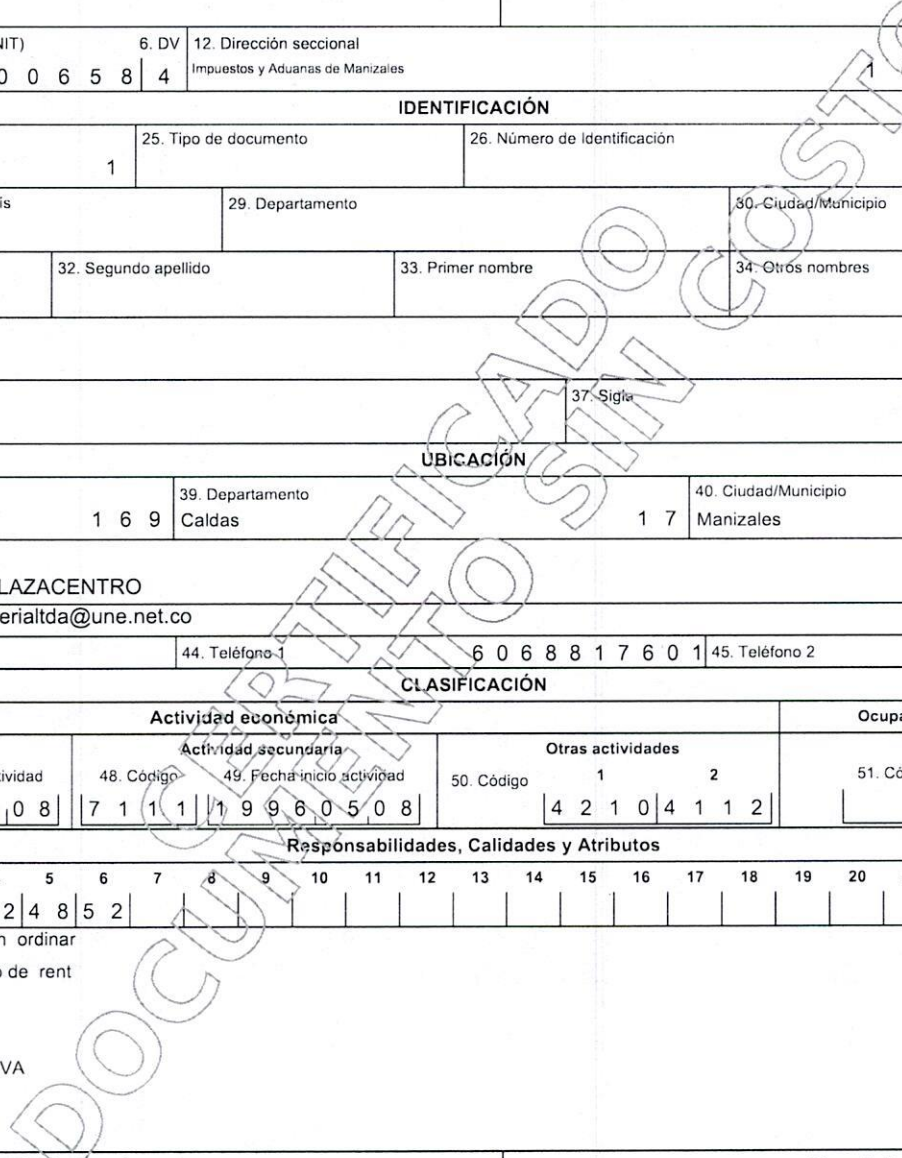 NIT) 6. DV 12. Dirección seccional
0 0 6 5 8 4 Impuestos y Aduanas de Manizales 1
IDENTIFICACIÓN
25. Tipo de documento 26. Número de Identificación
1
is 29. Departamento 30. Ciudad/Municipio
32. Segundo apellido 33. Primer nombre 34. Otros nombres
37. Sigla
UBICACIÓN
39. Departamento 40. Ciudad/Municipio
1 6 9 Caldas 1 7 Manizales
LAZACENTRO
erialtda@une.net.co
44. Teléfono 1 6 0 6 8 8 1 7 6 0 1 45. Teléfono 2
CLASIFICACIÓN
Actividad económica Ocupa
Actividad secundaria Otras actividades
ividad 48. Código 49. Fecha inicio actividad 50. Código 1 2 51. Có
0 8 7 1 1 1 1 9 9 6 0 5 0 8 4 2 1 0 4 1 1 2
Responsabilidades, Calidades y Atributos
5 6 7 8 9 10 11 12 13 14 15 16 17 18 19 20
2 4 8 5 2
n ordinar
o de rent
VA
CERTIFICADO
DOCUMENTO SIN COSTO